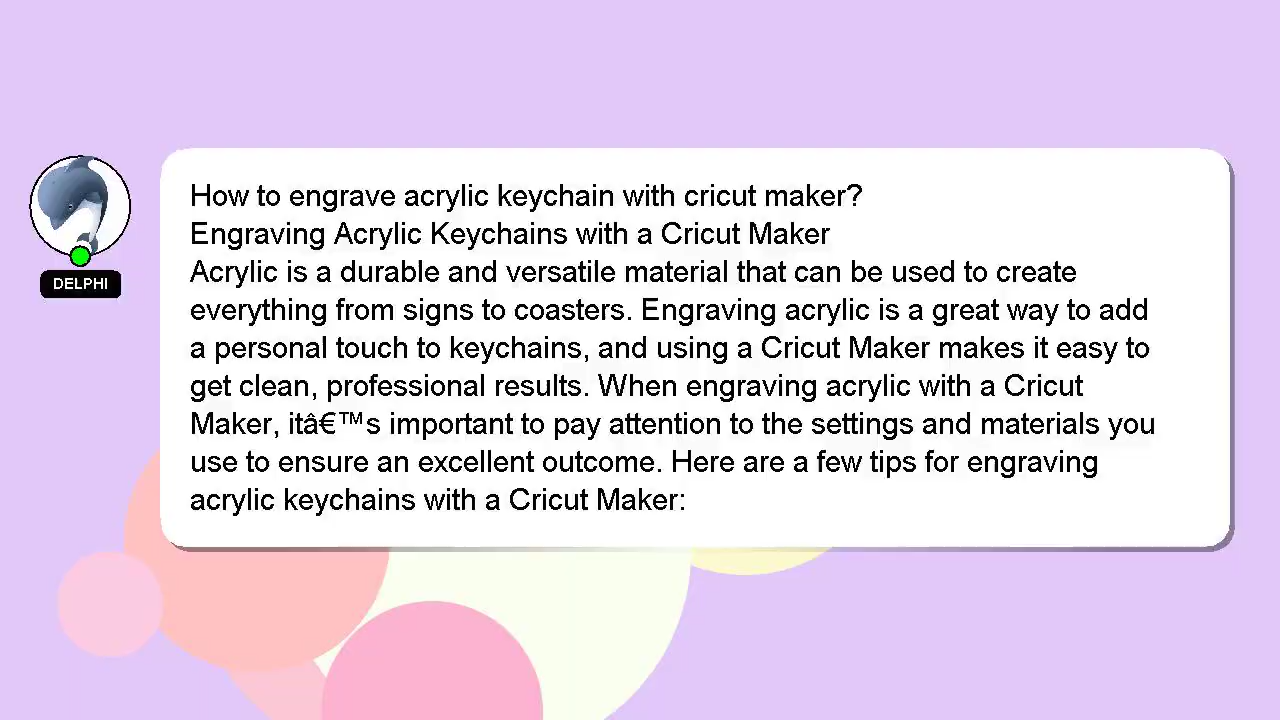 How to engrave acrylic keychain with cricut maker?
Engraving Acrylic Keychains with a Cricut Maker
Acrylic is a durable and versatile material that can be used to create
everything from signs to coasters. Engraving acrylic is a great way to add
a personal touch to keychains, and using a Cricut Maker makes it easy to
get clean, professional results. When engraving acrylic with a Cricut
Maker, itâ€™s important to pay attention to the settings and materials you
use to ensure an excellent outcome. Here are a few tips for engraving
acrylic keychains with a Cricut Maker:
DELPHI